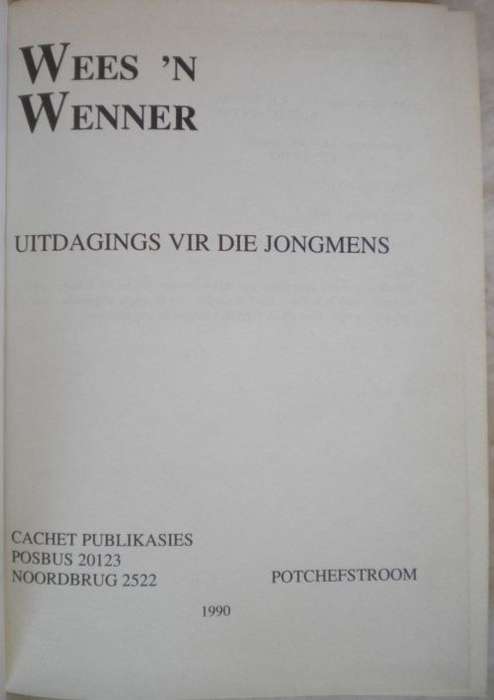 WEES 'N
WENNER
UITDAGINGS VIR DIE JONGMENS
CACHET PUBLIKASIES
POSBUS 20123
NOORDBRUG 2522 POTCHEFSTROOM
1990